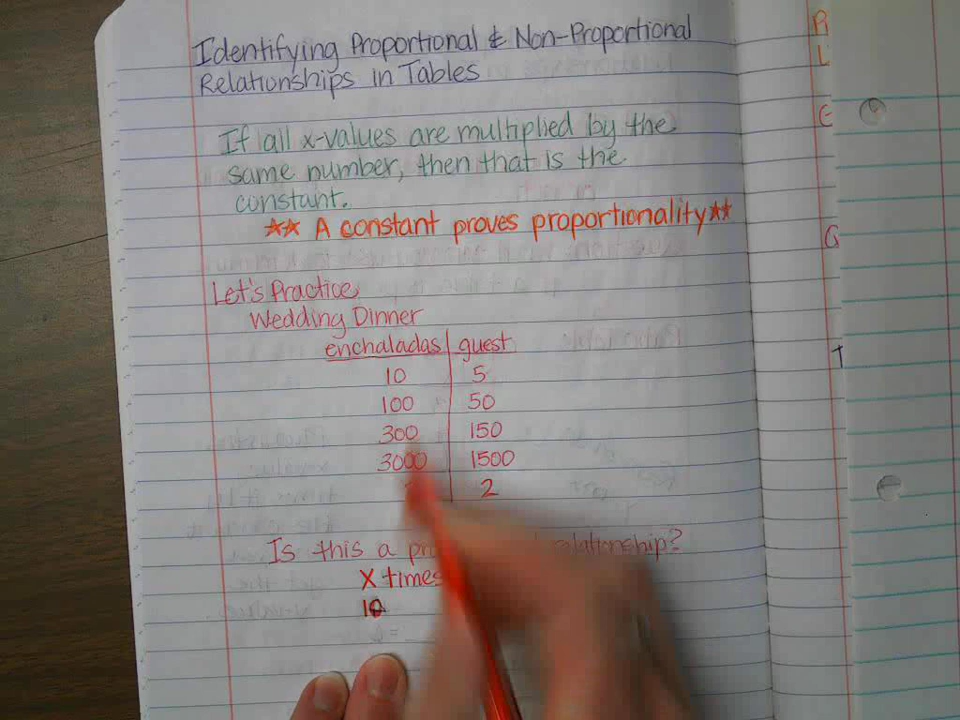 Identifying Proportional & Non-Proportional
Relationships in Tables
If all x-values are multiplied by the
same number, then that is the
constant.
** A constant proves proportionality **
Let's Practice
Wedding Dinner
enchaladas guest
10 5
100 50
300 150
3000 1500
2
Is this a relationship?
X times
10
R
L
E
G
T